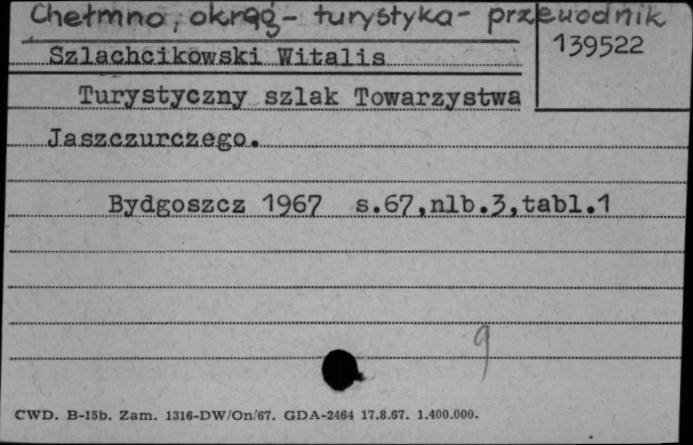 Chełmno, okrąg - turystyka - przewodnik
139522
Szlachcikowski Witalis
Turystyczny szlak Towarzystwa
Jaszczurczego.
Bydgoszcz 1967 s.67,nlb.3,tabl.1
9
CWD. B-15b. Zam. 1316-DW/On/67. GDA-2464 17.8.67. 1.400.000.